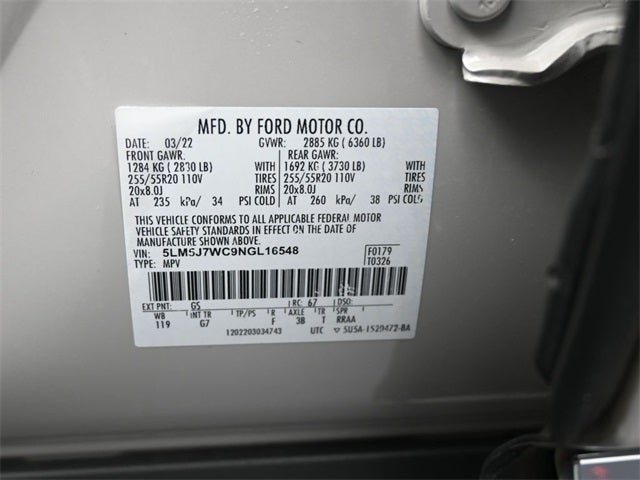 MFD. BY FORD MOTOR CO.
DATE: 03/22 GVWR: 2885 KG ( 6360 LB)
FRONT GAWR: REAR GAWR:
1284 KG ( 2830 LB) WITH 1692 KG ( 3730 LB) WITH
255/55R20 110V TIRES 255/55R20 110V TIRES
20x8.0J RIMS 20x8.0J RIMS
AT 235 kPa/ 34 PSI COLD AT 260 kPa/ 38 PSI COLD
THIS VEHICLE CONFORMS TO ALL APPLICABLE FEDERAL MOTOR
VEHICLE SAFETY STANDARDS IN EFFECT ON THE DATE OF
MANUFACTURE SHOWN ABOVE.
VIN: 5LM5J7WC9NGL16548 F0179
TYPE: MPV T0326
EXT PNT: G5 RC: 67 DSO:
WB INT TR TP/PS R AXLE TR SPR
119 G7 F 3B T RRAA
1202203034743 UTC 5U5A-1520472-BA